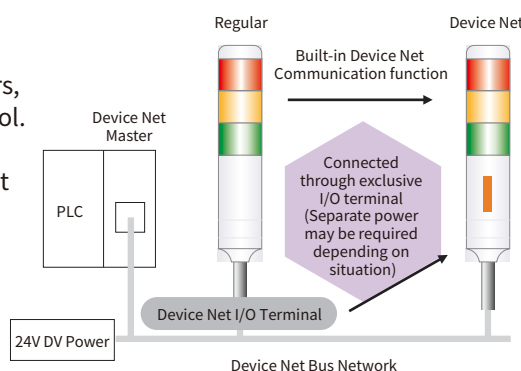 Regular
Device Net
Built-in Device Net
Communication function
rs,
ol.
t
Device Net
Master
PLC
Connected
through exclusive
I/O terminal
(Separate power
may be required
depending on
situation)
Device Net I/O Terminal
24V DV Power
Device Net Bus Network